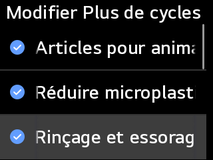 Modifier Plus de cycles
Articles pour anima
Réduire microplast
Rinçage et essorag